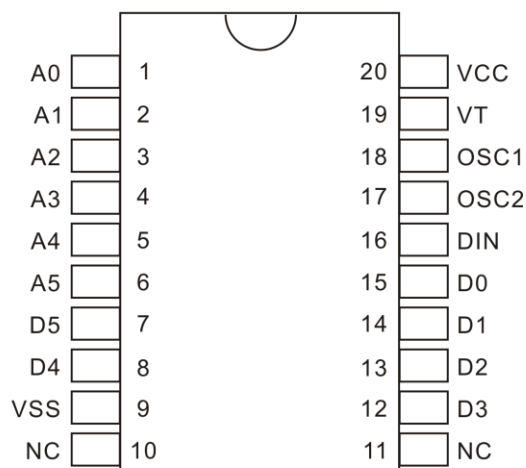 A0 1 20 VCC
A1 2 19 VT
A2 3 18 OSC1
A3 4 17 OSC2
A4 5 16 DIN
A5 6 15 D0
D5 7 14 D1
D4 8 13 D2
VSS 9 12 D3
NC 10 11 NC